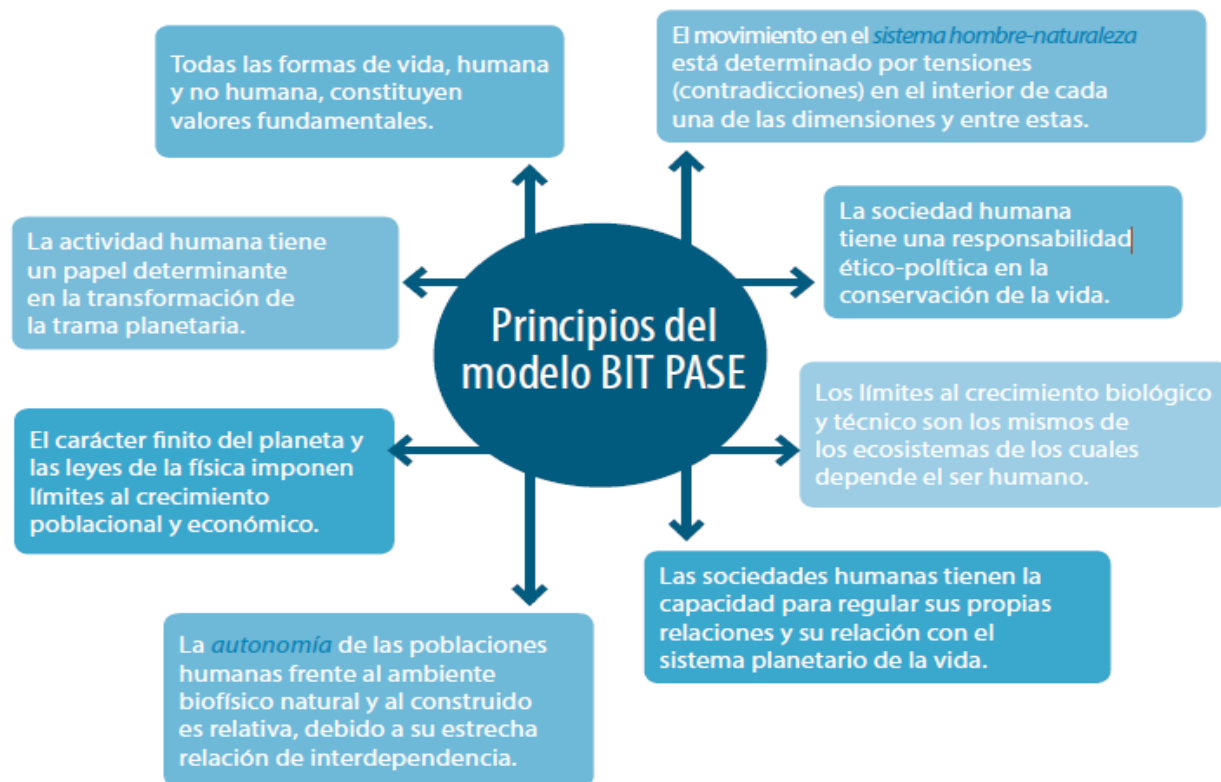 Todas las formas de vida, humana
y no humana, constituyen
valores fundamentales.
El movimiento en el sistema hombre-naturaleza
está determinado por tensiones
(contradicciones) en el interior de cada
una de las dimensiones y entre estas.
La actividad humana tiene
un papel determinante
en la transformación de
la trama planetaria.
La sociedad humana
tiene una responsabilidad
ético-política en la
conservación de la vida.
Principios del
modelo BIT PASE
El carácter finito del planeta y
las leyes de la física imponen
límites al crecimiento
poblacional y económico.
Los límites al crecimiento biológico
y técnico son los mismos de
los ecosistemas de los cuales
depende el ser humano.
La autonomía de las poblaciones
humanas frente al ambiente
biofísico natural y al construido
es relativa, debido a su estrecha
relación de interdependencia.
Las sociedades humanas tienen la
capacidad para regular sus propias
relaciones y su relación con el
sistema planetario de la vida.